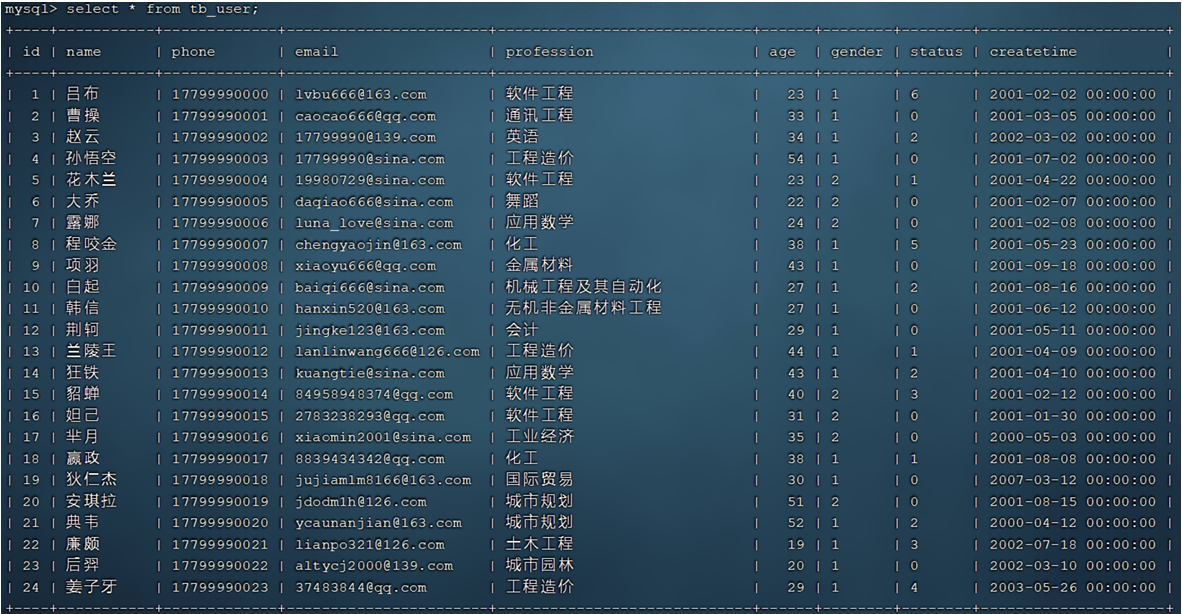 mysql> select * from tb_user;
+----+-----------+-------------+-----------------------+-----------------------------+------+--------+--------+---------------------+
| id | name | phone | email | profession | age | gender | status | createtime |
+----+-----------+-------------+-----------------------+-----------------------------+------+--------+--------+---------------------+
| 1 | 吕布 | 17799990000 | lvbu666@163.com | 软件工程 | 23 | 1 | 6 | 2001-02-02 00:00:00 |
| 2 | 曹操 | 17799990001 | caocao666@qq.com | 通讯工程 | 33 | 1 | 0 | 2001-03-05 00:00:00 |
| 3 | 赵云 | 17799990002 | 17799990@139.com | 英语 | 34 | 1 | 2 | 2002-03-02 00:00:00 |
| 4 | 孙悟空 | 17799990003 | 17799990@sina.com | 工程造价 | 54 | 1 | 0 | 2001-07-02 00:00:00 |
| 5 | 花木兰 | 17799990004 | 19980729@sina.com | 软件工程 | 23 | 2 | 1 | 2001-04-22 00:00:00 |
| 6 | 大乔 | 17799990005 | daqiao666@sina.com | 舞蹈 | 22 | 2 | 0 | 2001-02-07 00:00:00 |
| 7 | 露娜 | 17799990006 | luna_love@sina.com | 应用数学 | 24 | 2 | 0 | 2001-02-08 00:00:00 |
| 8 | 程咬金 | 17799990007 | chengyaojin@163.com | 化工 | 38 | 1 | 5 | 2001-05-23 00:00:00 |
| 9 | 项羽 | 17799990008 | xiaoyu666@qq.com | 金属材料 | 43 | 1 | 0 | 2001-09-18 00:00:00 |
| 10 | 白起 | 17799990009 | baiqi666@sina.com | 机械工程及其自动化 | 27 | 1 | 2 | 2001-08-16 00:00:00 |
| 11 | 韩信 | 17799990010 | hanxin520@163.com | 无机非金属材料工程 | 27 | 1 | 0 | 2001-06-12 00:00:00 |
| 12 | 荆轲 | 17799990011 | jingke123@163.com | 会计 | 29 | 1 | 0 | 2001-05-11 00:00:00 |
| 13 | 兰陵王 | 17799990012 | lanlinwang666@126.com | 工程造价 | 44 | 1 | 1 | 2001-04-09 00:00:00 |
| 14 | 狂铁 | 17799990013 | kuangtie@sina.com | 应用数学 | 43 | 1 | 2 | 2001-04-10 00:00:00 |
| 15 | 貂蝉 | 17799990014 | 84958948374@qq.com | 软件工程 | 40 | 2 | 3 | 2001-02-12 00:00:00 |
| 16 | 妲己 | 17799990015 | 2783238293@qq.com | 软件工程 | 31 | 2 | 0 | 2001-01-30 00:00:00 |
| 17 | 芈月 | 17799990016 | xiaomin2001@sina.com | 工业经济 | 35 | 2 | 0 | 2000-05-03 00:00:00 |
| 18 | 嬴政 | 17799990017 | 8839434342@qq.com | 化工 | 38 | 1 | 1 | 2001-08-08 00:00:00 |
| 19 | 狄仁杰 | 17799990018 | jujiamlm8166@163.com | 国际贸易 | 30 | 1 | 0 | 2007-03-12 00:00:00 |
| 20 | 安琪拉 | 17799990019 | jdodm1h@126.com | 城市规划 | 51 | 2 | 0 | 2001-08-15 00:00:00 |
| 21 | 典韦 | 17799990020 | ycaunanjian@163.com | 城市规划 | 52 | 1 | 2 | 2000-04-12 00:00:00 |
| 22 | 廉颇 | 17799990021 | lianpo321@126.com | 土木工程 | 19 | 1 | 3 | 2002-07-18 00:00:00 |
| 23 | 后羿 | 17799990022 | altycj2000@139.com | 城市园林 | 20 | 1 | 0 | 2002-03-10 00:00:00 |
| 24 | 姜子牙 | 17799990023 | 37483844@qq.com | 工程造价 | 29 | 1 | 4 | 2003-05-26 00:00:00 |
+----+-----------+-------------+-----------------------+-----------------------------+------+--------+--------+---------------------+